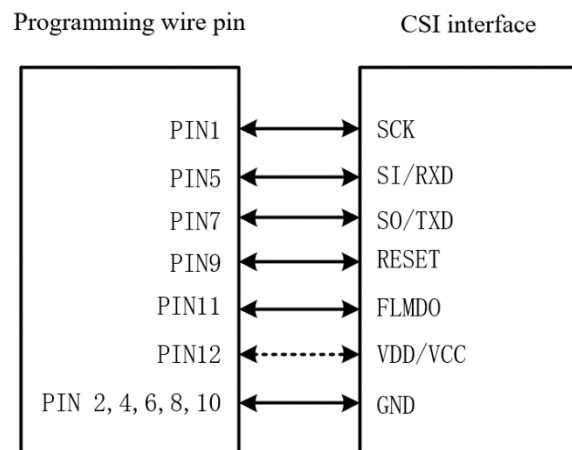 Programming wire pin CSI interface
PIN1 SCK
PIN5 SI/RXD
PIN7 SO/TXD
PIN9 RESET
PIN11 FLMDO
PIN12 VDD/VCC
PIN 2,4,6,8,10 GND